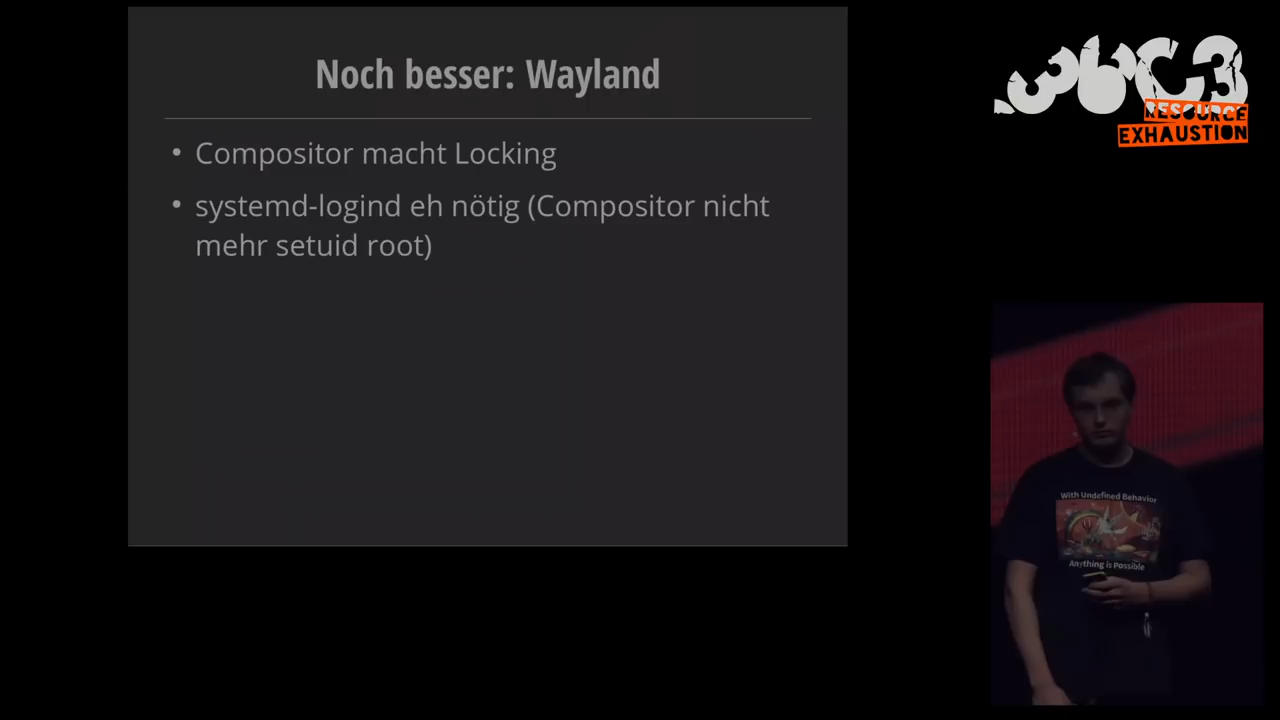 Noch besser: Wayland
• Compositor macht Locking
• systemd-logind eh nötig (Compositor nicht
mehr setuid root)
36C3
RESOURCE
EXHAUSTION
With Undefined Behavior
Anything is Possible